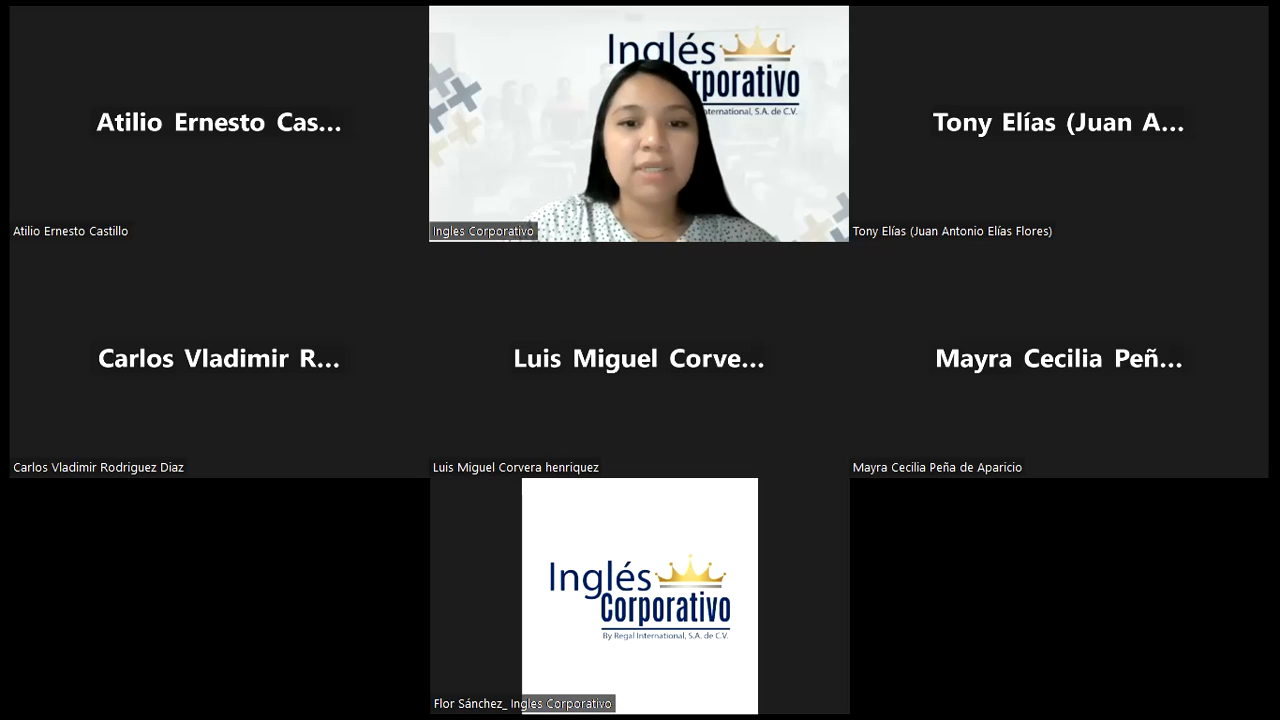 Atilio Ernesto Cas...
Atilio Ernesto Castillo
Inglés
rporativo
International, S.A. de C.V.
Ingles Corporativo
Tony Elías (Juan A...
Tony Elías (Juan Antonio Elías Flores)
Carlos Vladimir R...
Carlos Vladimir Rodriguez Diaz
Luis Miguel Corve...
Luis Miguel Corvera henriquez
Mayra Cecilia Peñ...
Mayra Cecilia Peña de Aparicio
Inglés
Corporativo
By Regal International, S.A. de C.V.
Flor Sánchez_ Ingles Corporativo